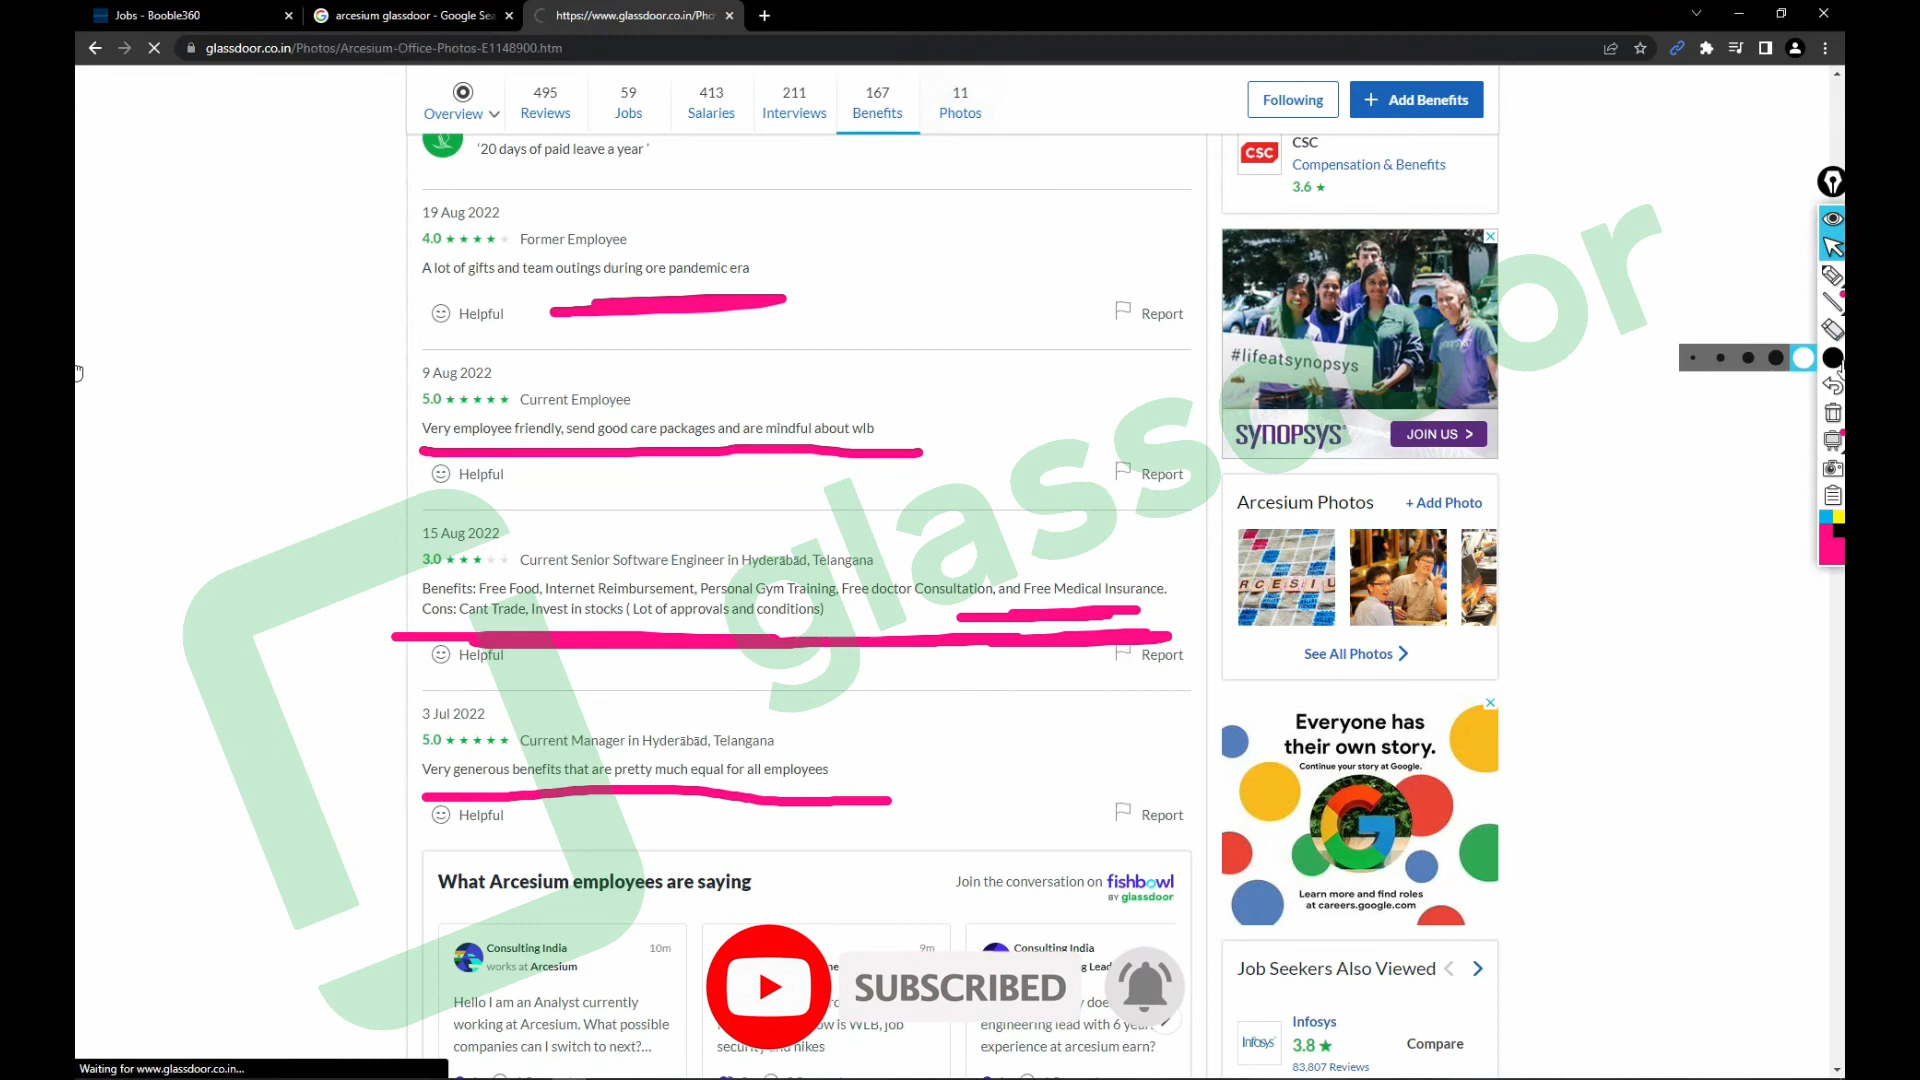 Jobs - Booble360
arcesium glassdoor - Google Sea
https://www.glassdoor.co.in/Pho
glassdoor.co.in/Photos/Arcesium-Office-Photos-E1148900.htm
Overview
495
Reviews
59
Jobs
413
Salaries
211
Interviews
167
Benefits
11
Photos
Following
+ Add Benefits
‘20 days of paid leave a year ’
19 Aug 2022
4.0 ★★★★★ Former Employee
A lot of gifts and team outings during ore pandemic era
Helpful
Report
9 Aug 2022
5.0 ★★★★★ Current Employee
Very employee friendly, send good care packages and are mindful about wlb
Helpful
Report
15 Aug 2022
3.0 ★★★★★ Current Senior Software Engineer in Hyderābād, Telangana
Benefits: Free Food, Internet Reimbursement, Personal Gym Training, Free doctor Consultation, and Free Medical Insurance.
Cons: Cant Trade, Invest in stocks ( Lot of approvals and conditions)
Helpful
Report
3 Jul 2022
5.0 ★★★★★ Current Manager in Hyderābād, Telangana
Very generous benefits that are pretty much equal for all employees
Helpful
Report
What Arcesium employees are saying
Join the conversation on fishbowl
BY glassdoor
Consulting India
10m
works at Arcesium
Hello I am an Analyst currently
working at Arcesium. What possible
companies can I switch to next?...
9m
ow is WLB, job
security and hikes
Consulting India
engineering lead with 6
experience at arcesium earn?
SUBSCRIBED
CSC
CSC
Compensation & Benefits
3.6 ★
#lifeatsynopsys
SYNOPSYS
JOIN US >
Arcesium Photos
+ Add Photo
RCESIU
See All Photos
Everyone has
their own story.
Continue your story at Google.
Learn more and find roles
at careers.google.com
Job Seekers Also Viewed
Infosys
Infosys
3.8 ★
Compare
83,807 Reviews
glassdoor
Waiting for www.glassdoor.co.in...